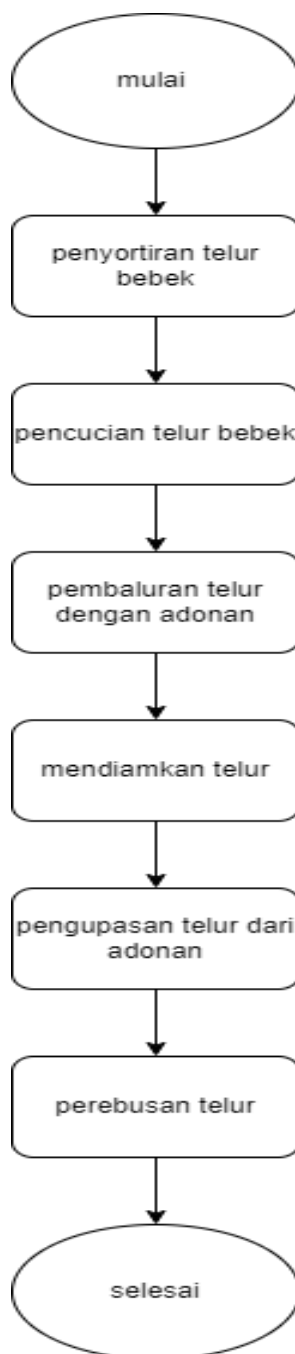 mulai
penyortiran telur
bebek
pencucian telur bebek
pembaluran telur
dengan adonan
mendiamkan telur
pengupasan telur dari
adonan
perebusan telur
selesai